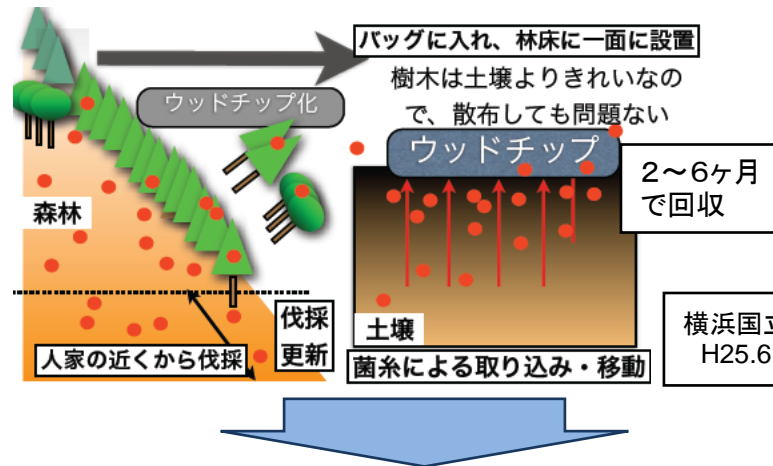 バッグに入れ、林床に一面に設置
樹木は土壌よりきれいなの
で、散布しても問題ない
ウッドチップ化
ウッドチップ
2〜6ヶ月
で回収
森林
伐採
更新
人家の近くから伐採
土壌
菌糸による取り込み・移動
横浜国立
H25.6